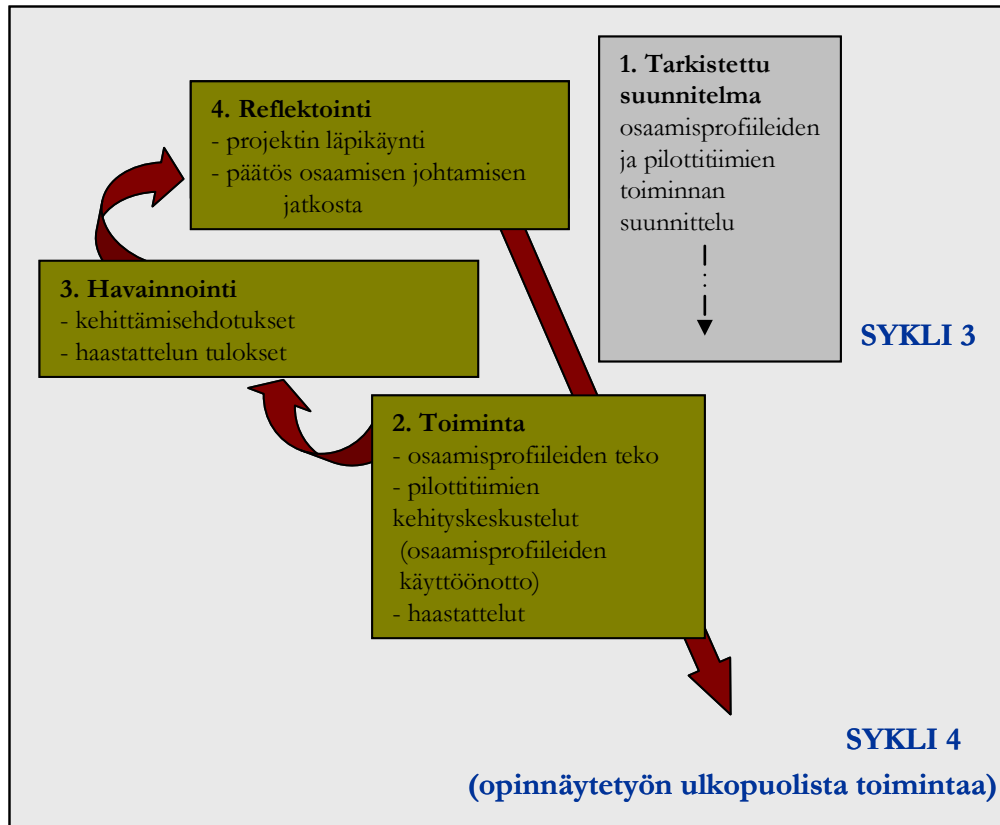 1. Tarkistettu
suunnitelma
osaamisprofiileiden
ja pilottitiimien
toiminnan
suunnittelu
4. Reflektointi
- projektin läpikäynti
- päätös osaamisen johtamisen
jatkosta
3. Havainnointi
- kehittämisehdotukset
- haastattelun tulokset
SYKLI 3
2. Toiminta
- osaamisprofiileiden teko
- pilottitiimien
kehityskeskustelut
(osaamisprofiileiden
käyttöönotto)
- haastattelut
SYKLI 4
(opinnäytetyön ulkopuolista toimintaa)